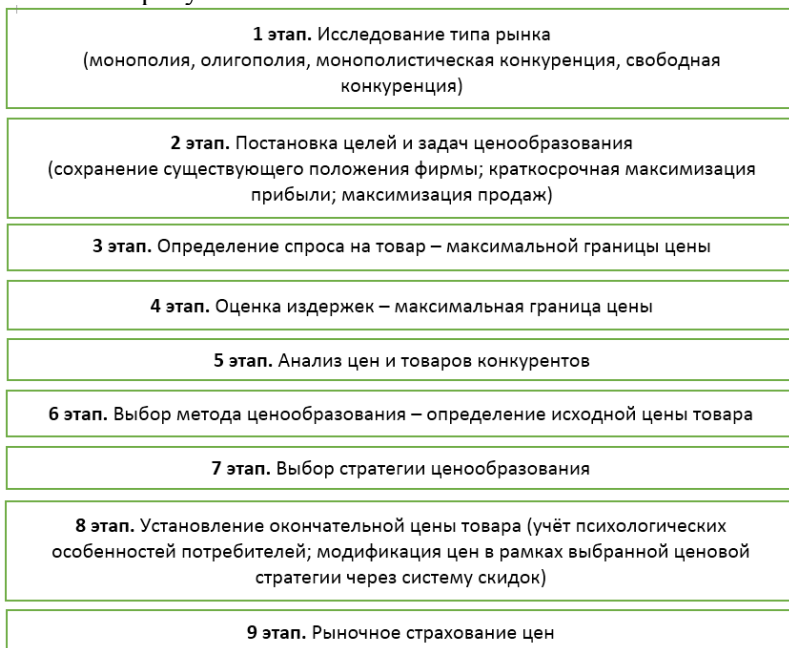 1 этап. Исследование типа рынка
(монополия, олигополия, монополистическая конкуренция, свободная
конкуренция)
2 этап. Постановка целей и задач ценообразования
(сохранение существующего положения фирмы; краткосрочная максимизация
прибыли; максимизация продаж)
3 этап. Определение спроса на товар – максимальной границы цены
4 этап. Оценка издержек – максимальная граница цены
5 этап. Анализ цен и товаров конкурентов
6 этап. Выбор метода ценообразования – определение исходной цены товара
7 этап. Выбор стратегии ценообразования
8 этап. Установление окончательной цены товара (учёт психологических
особенностей потребителей; модификация цен в рамках выбранной ценовой
стратегии через систему скидок)
9 этап. Рыночное страхование цен